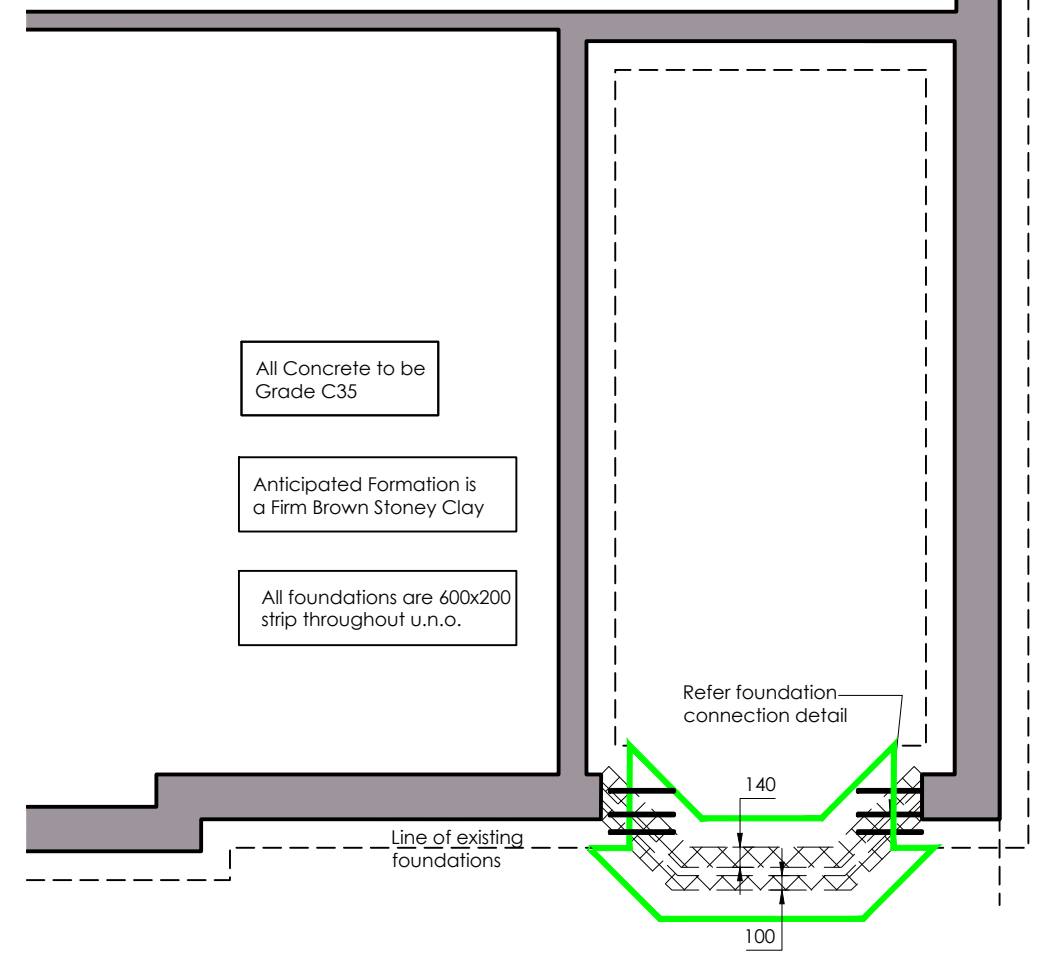 All Concrete to be
Grade C35
Anticipated Formation is
a Firm Brown Stoney Clay
All foundations are 600x200
strip throughout u.n.o.
Refer foundation
connection detail
140
Line of existing
foundations
100